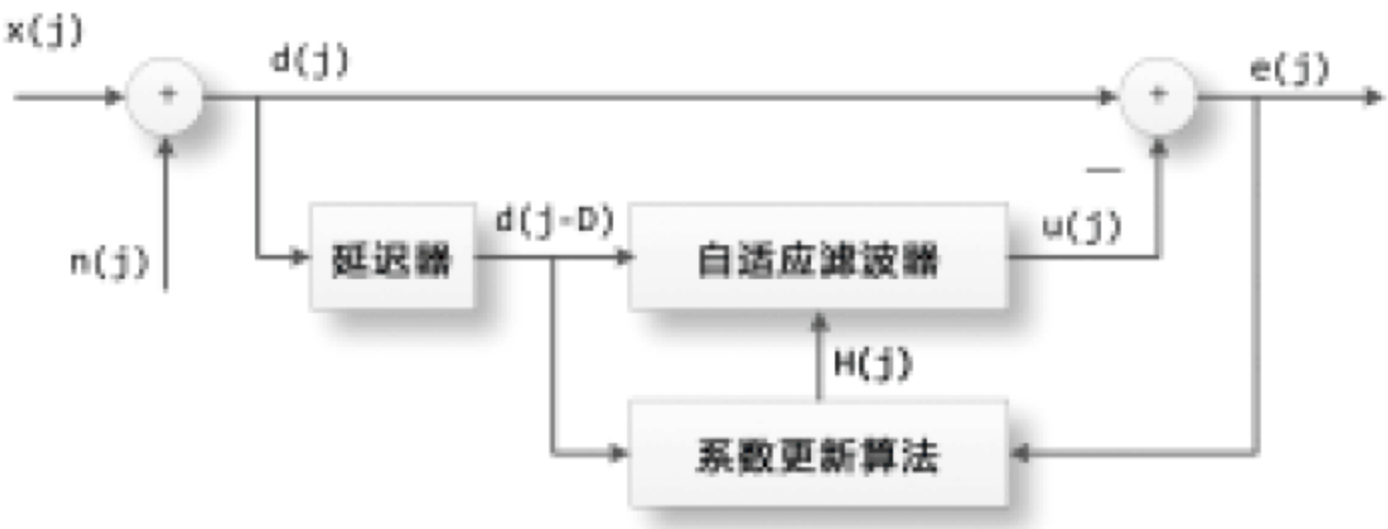 x(j)
d(j)
e(j)
+
+
—
n(j)
延迟器
d(j-D)
自适应滤波器
u(j)
H(j)
系数更新算法